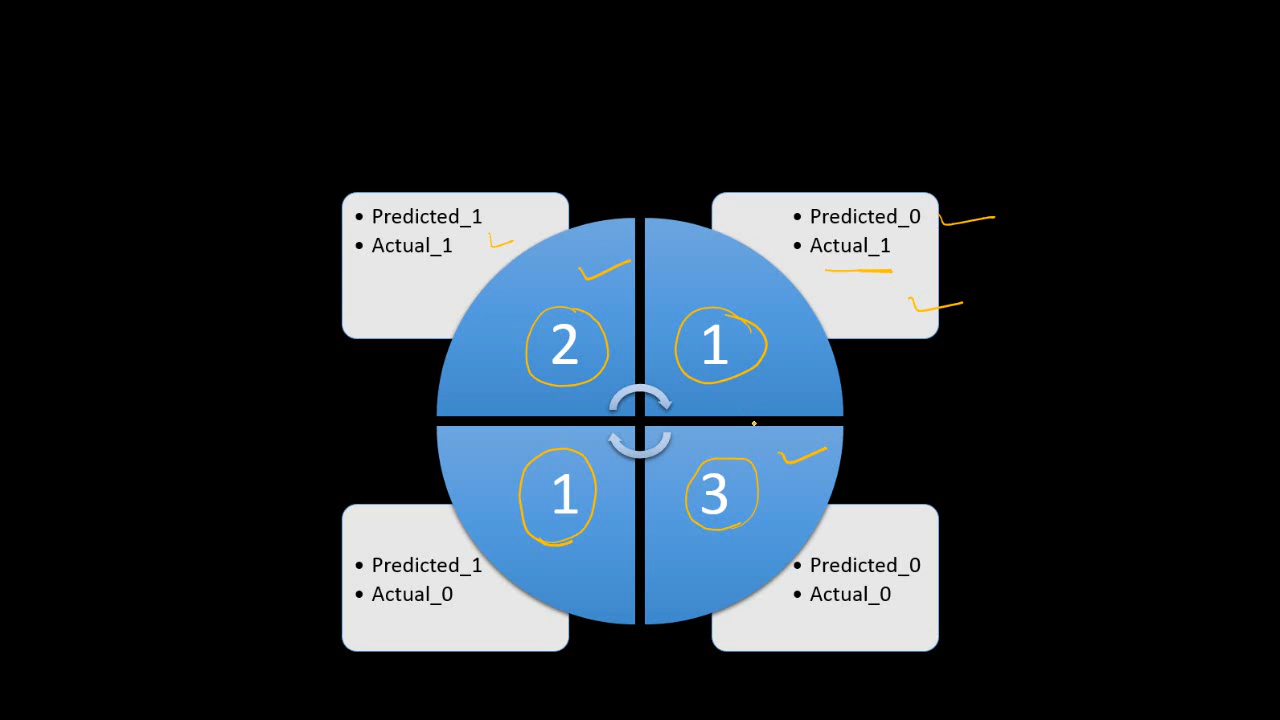 • Predicted_1
• Actual_1
• Predicted_0
• Actual_1
2
1
1
3
• Predicted_1
• Actual_0
• Predicted_0
• Actual_0